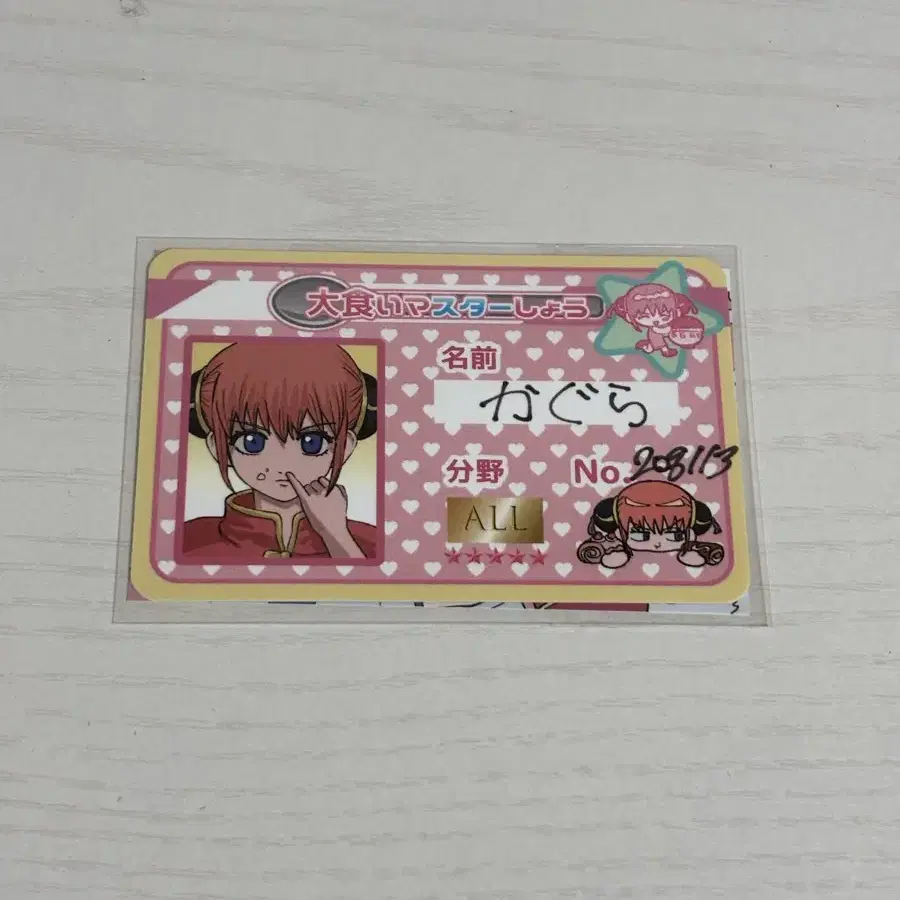 大食いマスターしょう
名前
かぐら
分野
No.208113
ALL
★★★★★